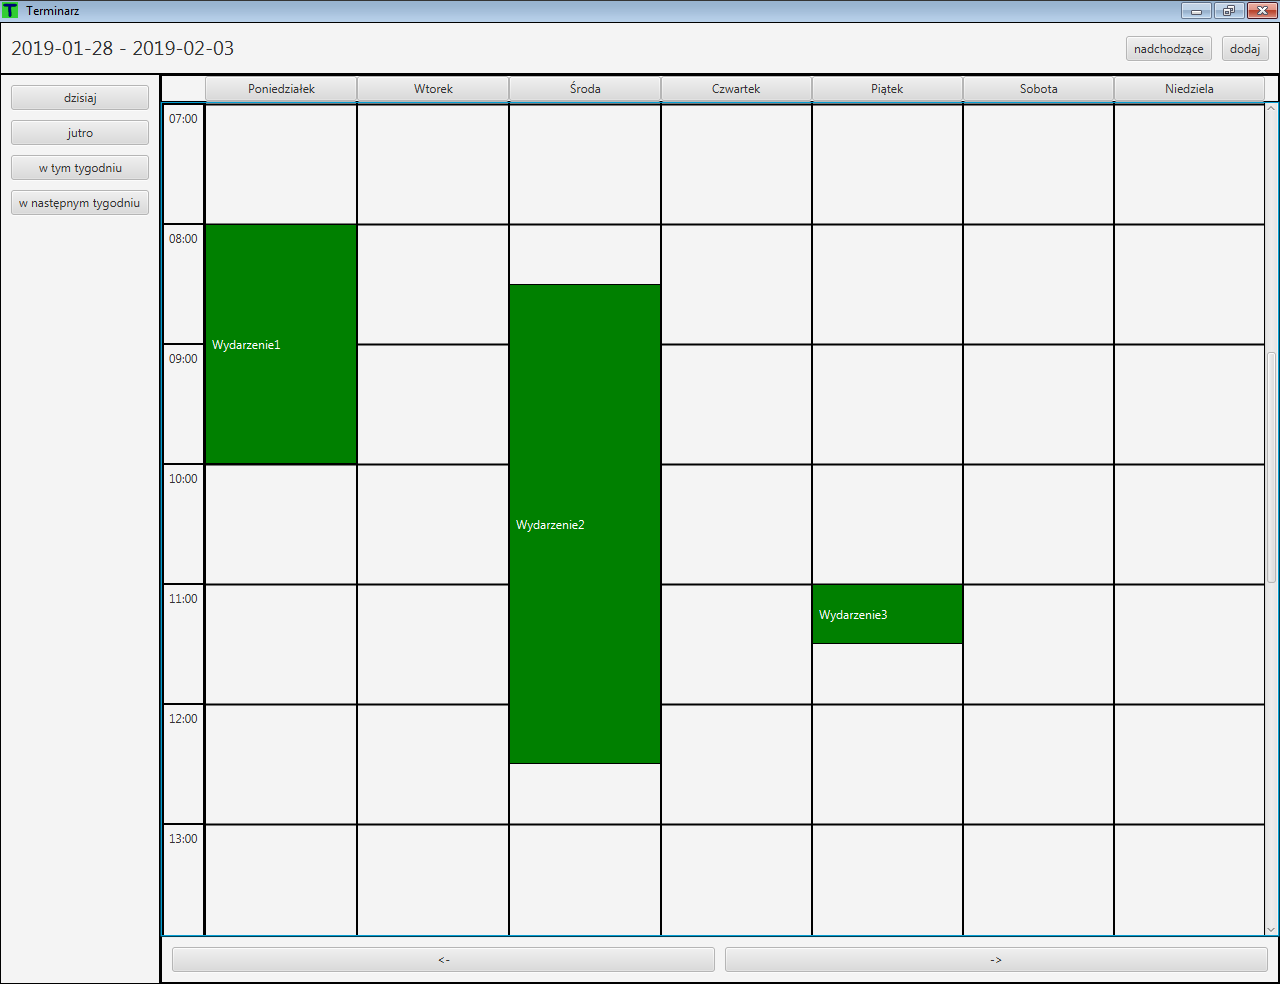 T Terminarz
2019-01-28 - 2019-02-03
nadchodzące dodaj
dzisiaj
jutro
w tym tygodniu
w następnym tygodniu
Poniedziałek Wtorek Środa Czwartek Piątek Sobota Niedziela
07:00
08:00
Wydarzenie1
09:00
10:00
Wydarzenie2
11:00
Wydarzenie3
12:00
13:00
<- ->